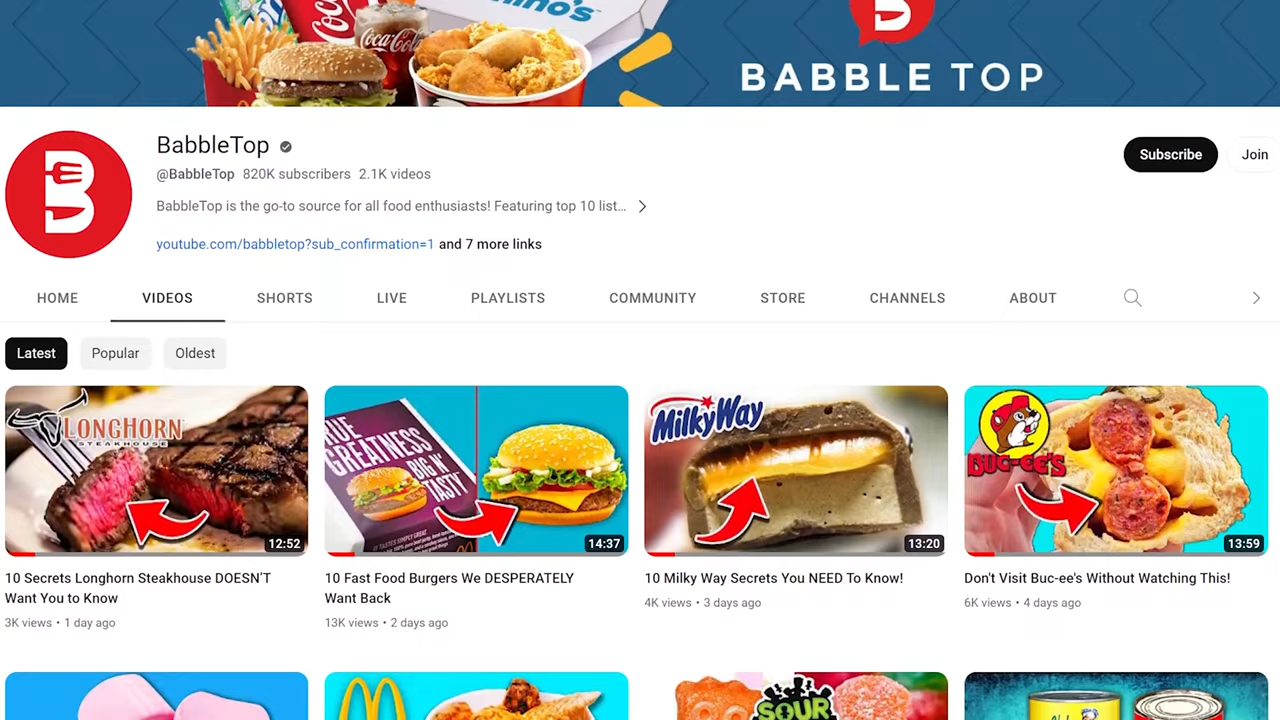 Coca-Cola
BABBLE TOP
BabbleTop
@BabbleTop 820K subscribers 2.1K videos
BabbleTop is the go-to source for all food enthusiasts! Featuring top 10 list...
youtube.com/babbletop?sub_confirmation=1 and 7 more links
Subscribe
Join
HOME VIDEOS SHORTS LIVE PLAYLISTS COMMUNITY STORE CHANNELS ABOUT
Latest Popular Oldest
LONGHORN
STEAKHOUSE
12:52
GREATNESS
BIG N'
TASTY
14:37
MilkyWay
13:20
BUC-EE'S
13:59
10 Secrets Longhorn Steakhouse DOESN'T
Want You to Know
3K views • 1 day ago
10 Fast Food Burgers We DESPERATELY
Want Back
13K views • 2 days ago
10 Milky Way Secrets You NEED To Know!
4K views • 3 days ago
Don't Visit Buc-ee's Without Watching This!
6K views • 4 days ago
SOUR